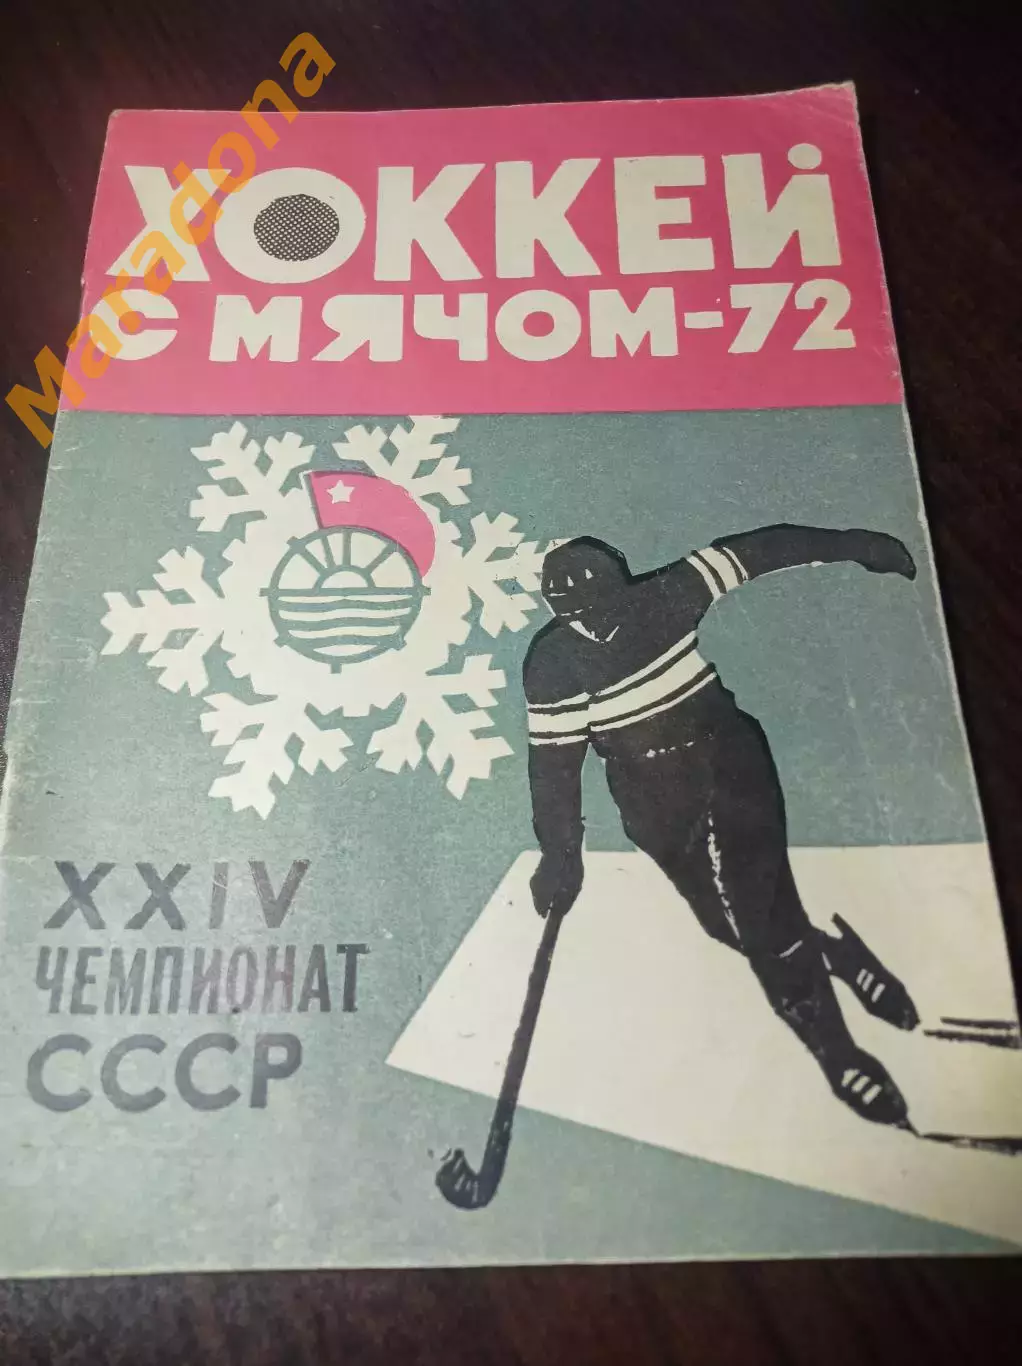 Maradona
ХОККЕЙ
С МЯЧОМ-72
XXIV
ЧЕМПИОНАТ
СССР